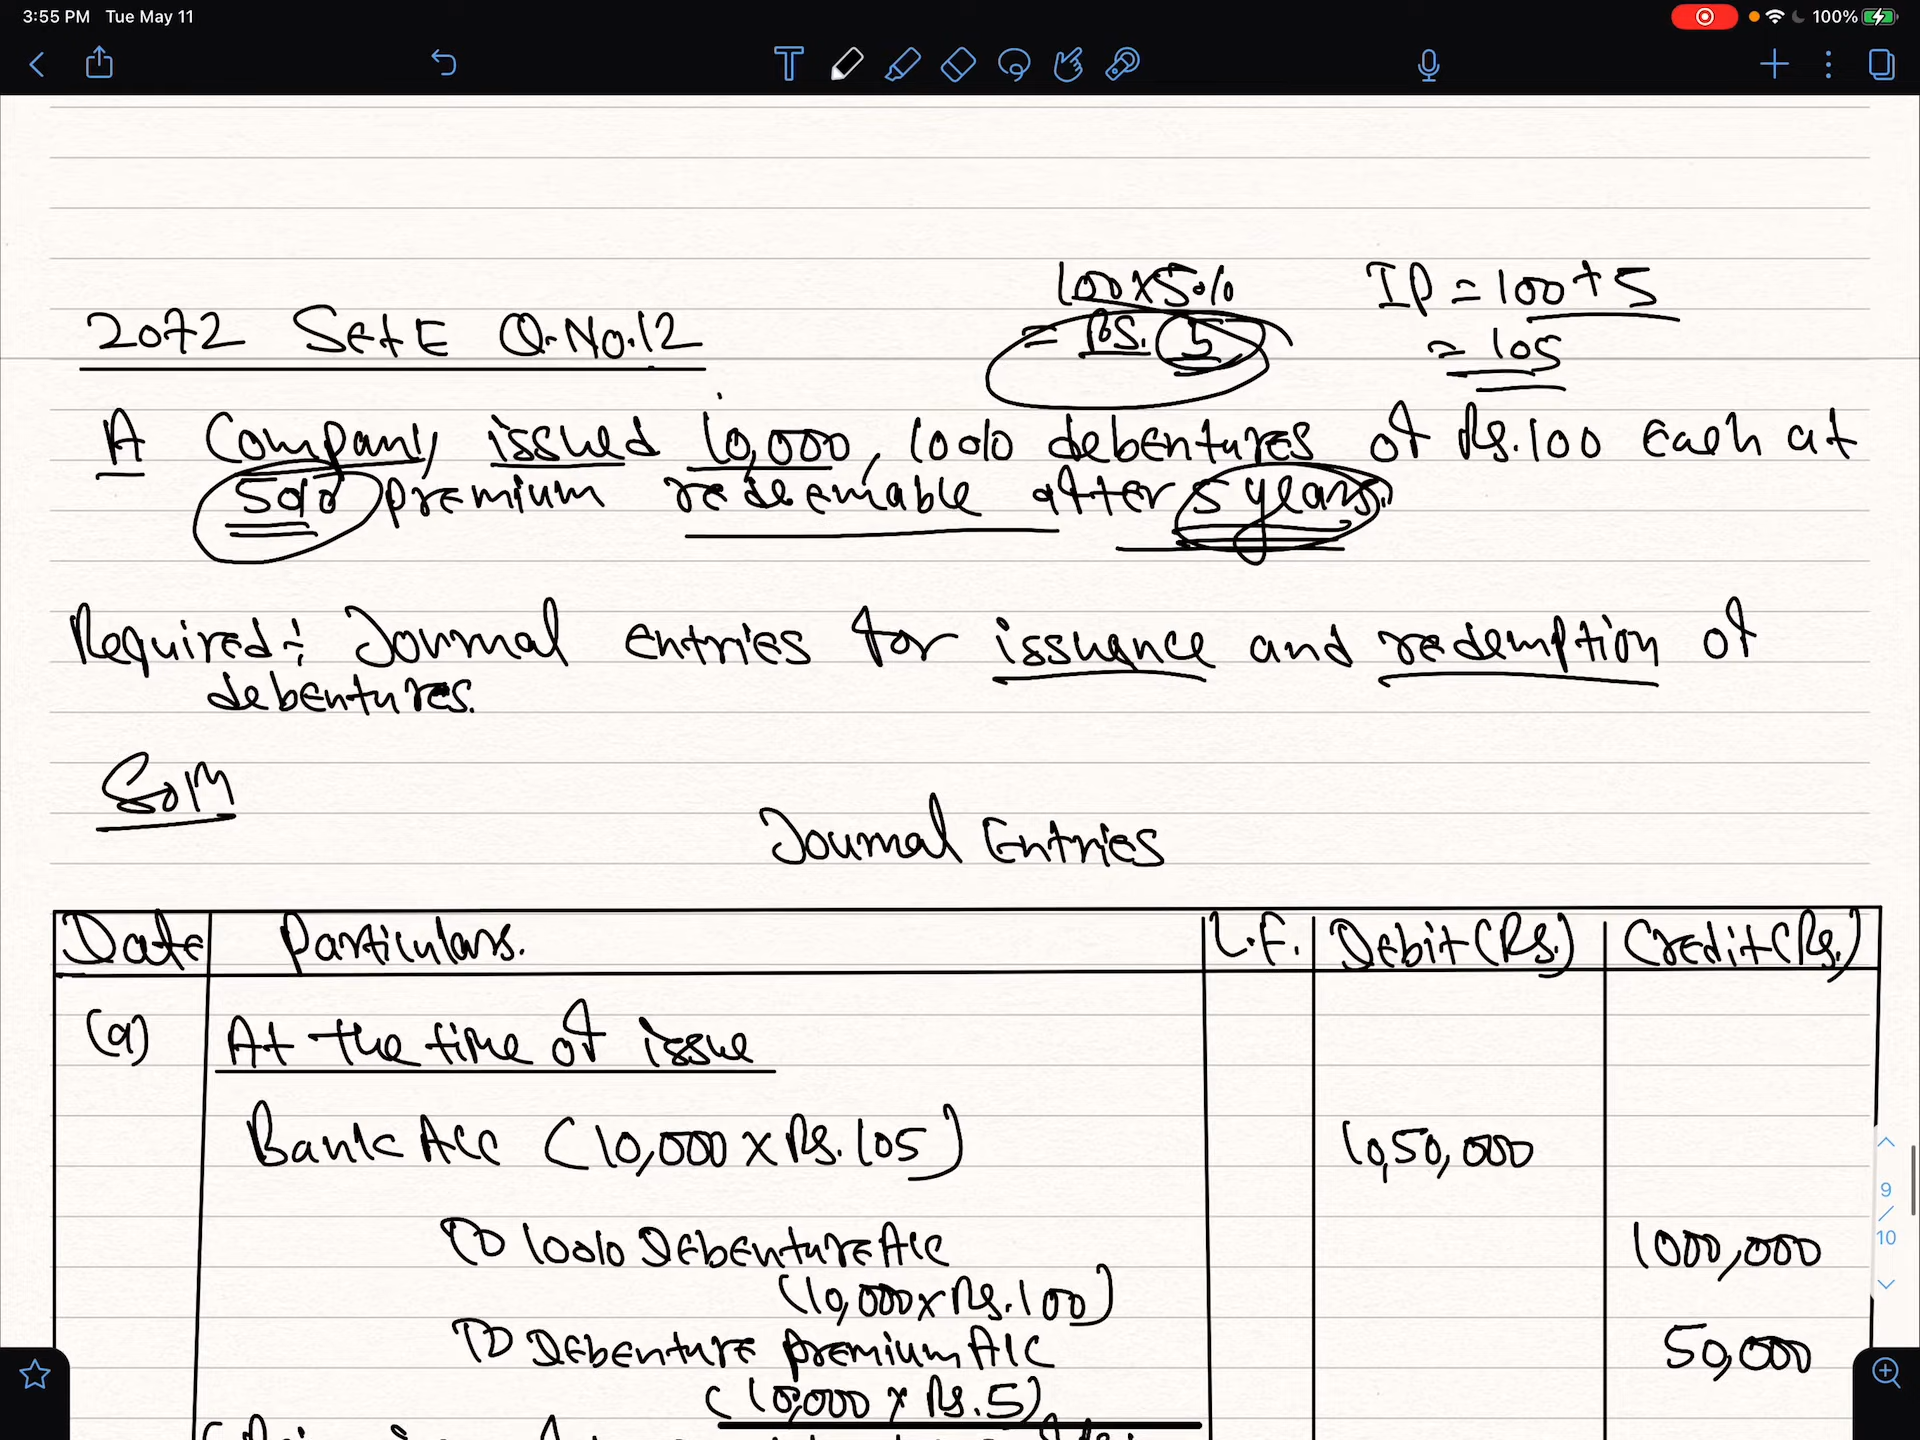 3:55 PM Tue May 11
100%
100×5%
IP = 100 + 5
2072 Set E Q.No.12
= Rs. 5
= 105
A Company issued 10,000, 10% debentures of Rs.100 Each at
5% premium redeemable after 5 years.
Required: Journal Entries for issuance and redemption of
debentures.
Soln
Journal Entries
Date Particulars. L.F. Debit (Rs.) Credit (Rs.)
(a) At the time of issue
Bank A/c (10,000 × Rs. 105) 10,50,000
9
/
10
To 10% Debenture A/c 1000,000
(10,000 × Rs. 100)
To Debenture premium A/C 50,000
(10,000 × Rs. 5)